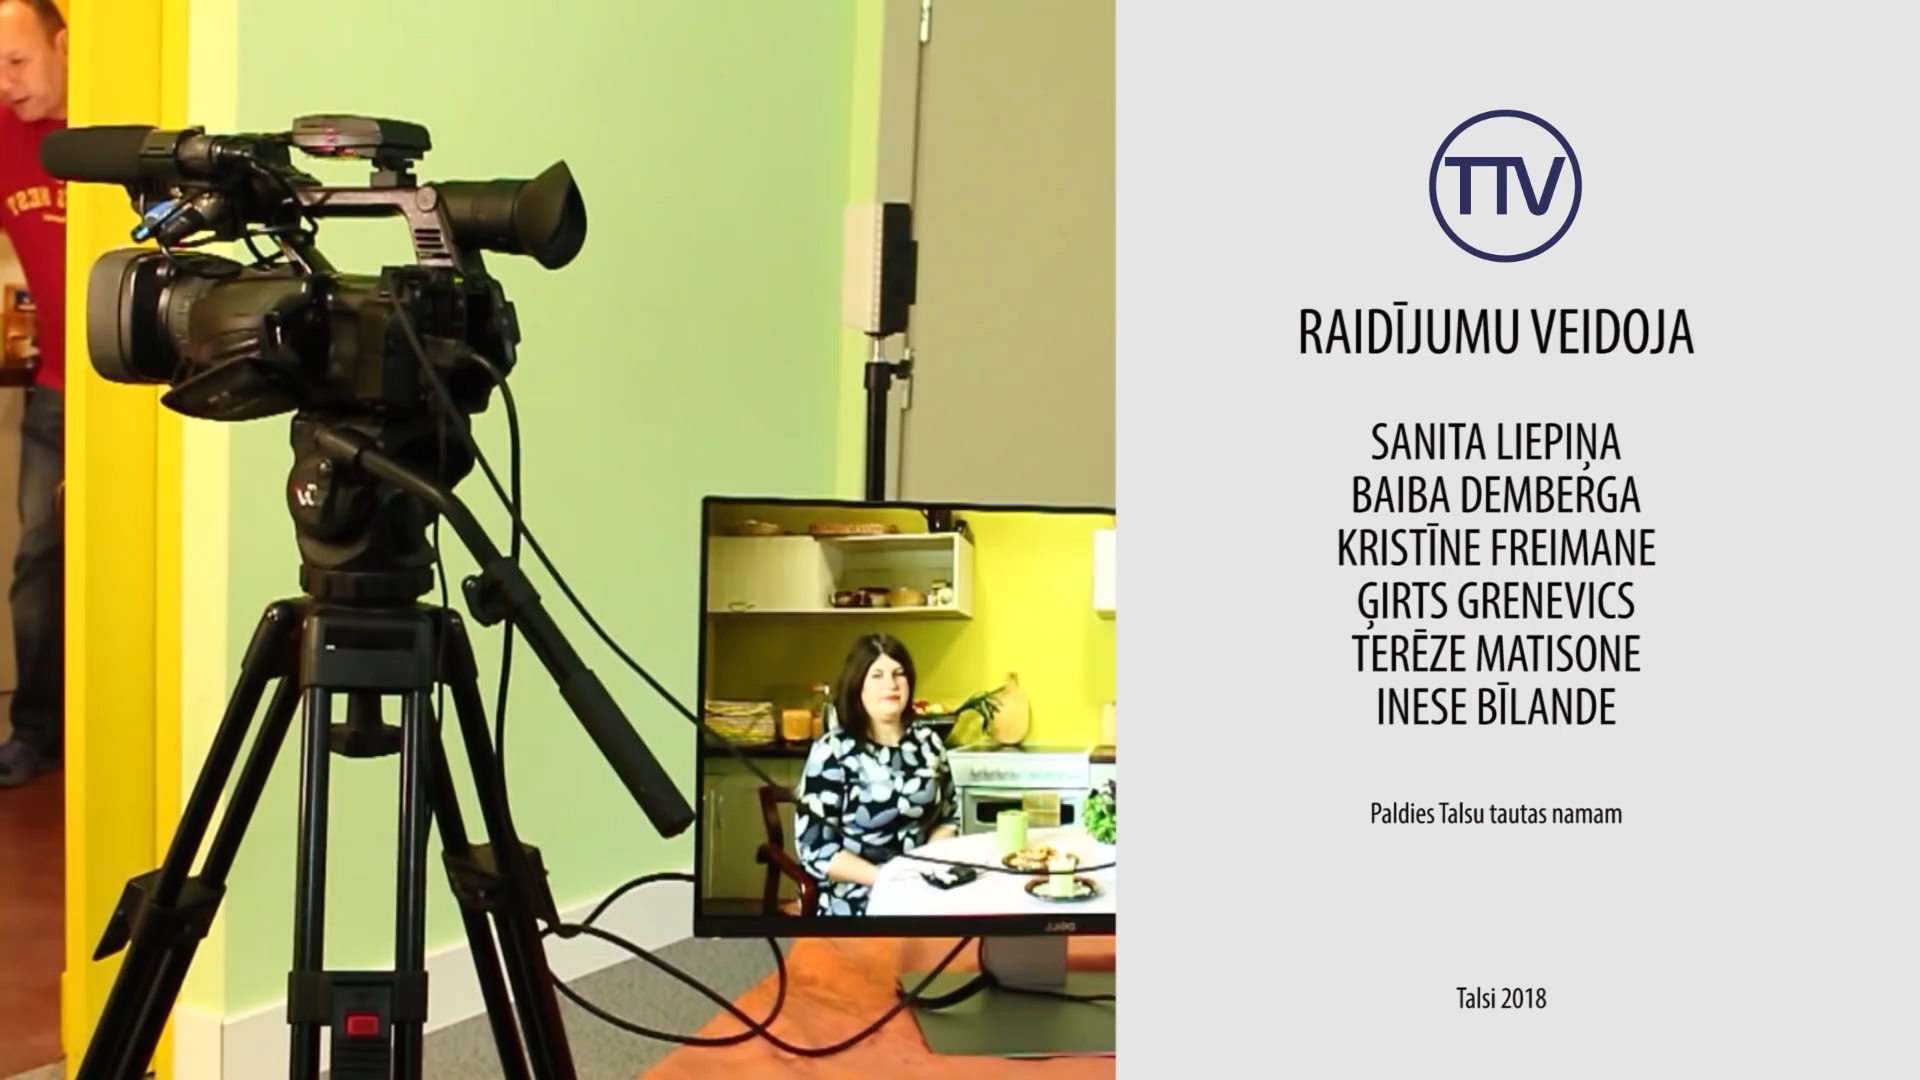 TTV
RAIDĪJUMU VEIDOJA
SANITA LIEPIŅA
BAIBA DEMBERGA
KRISTĪNE FREIMANE
ĢIRTS GRENEVICS
TERĒZE MATISONE
INESE BĪLANDE
Paldies Talsu tautas namam
Talsi 2018